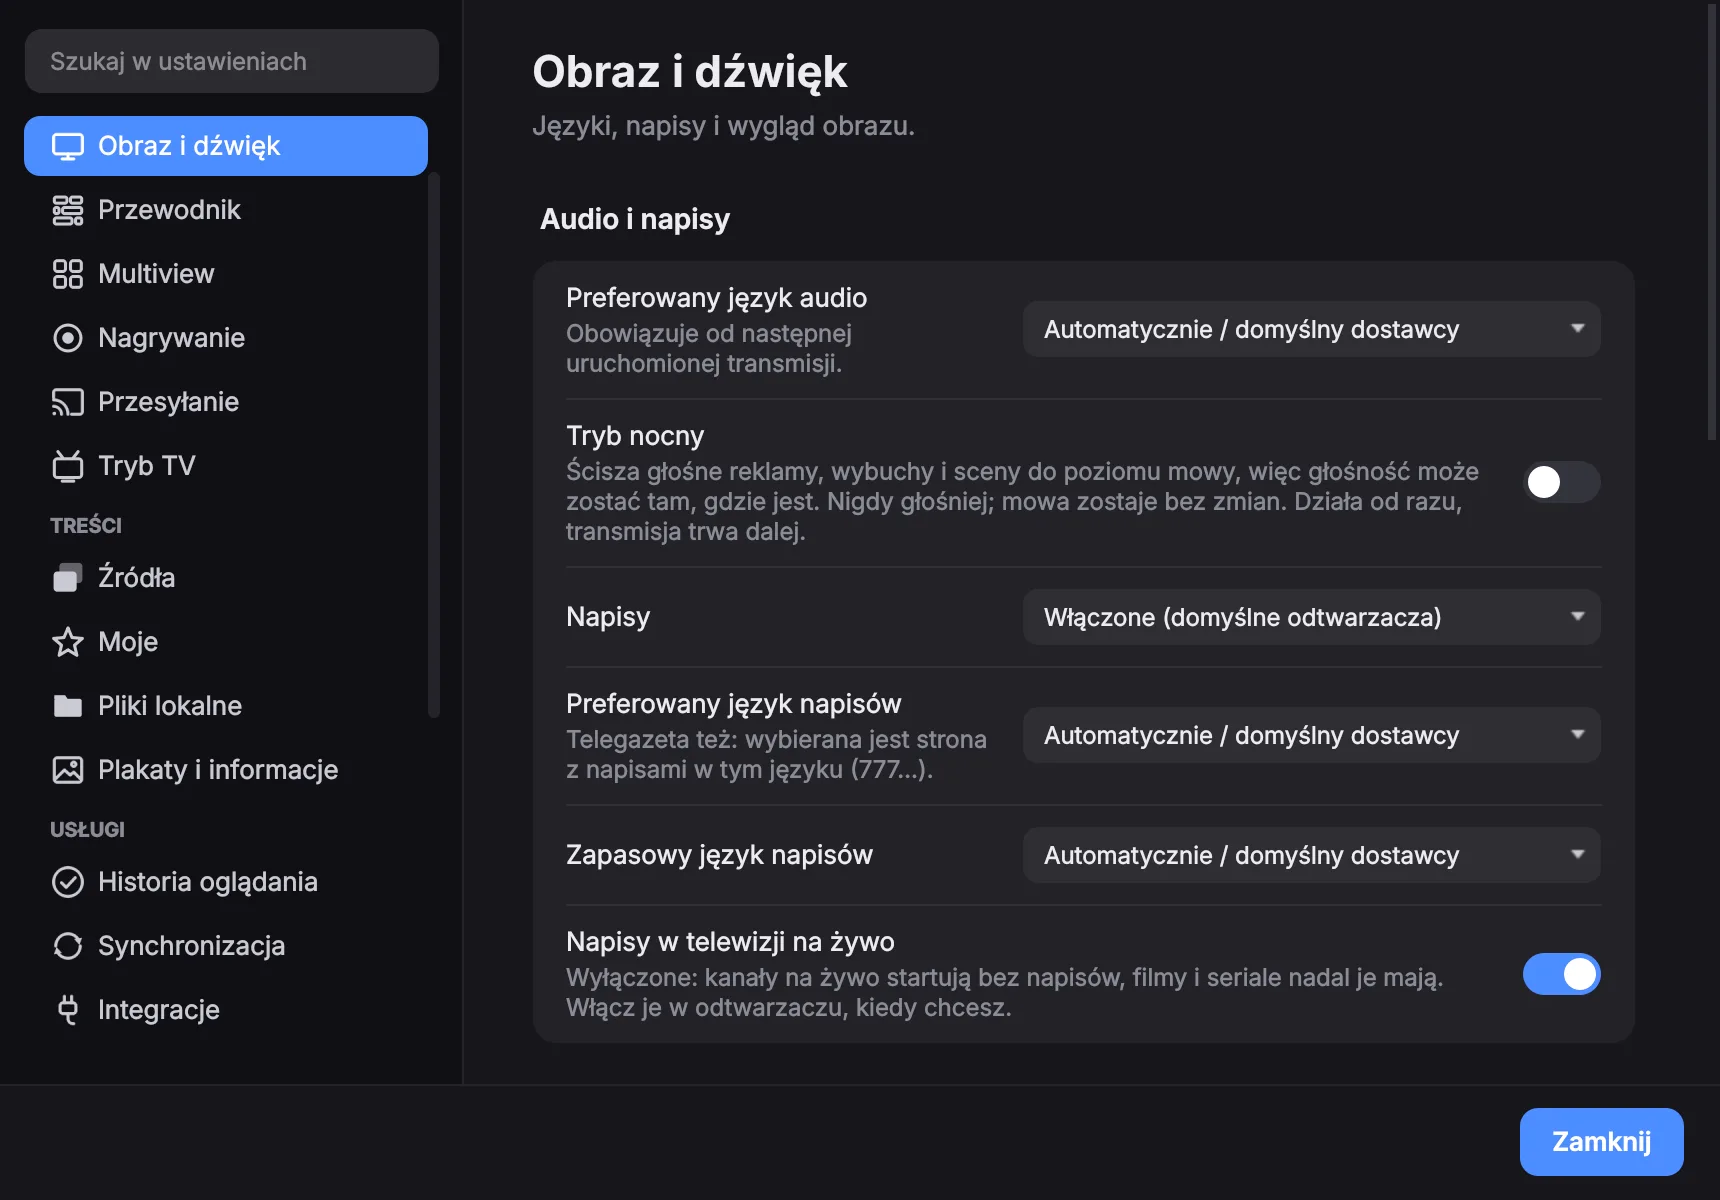 Szukaj w ustawieniach
Obraz i dźwięk
Przewodnik
Multiview
Nagrywanie
Przesyłanie
Tryb TV
TREŚCI
Źródła
Moje
Pliki lokalne
Plakaty i informacje
USŁUGI
Historia oglądania
Synchronizacja
Integracje
Obraz i dźwięk
Języki, napisy i wygląd obrazu.
Audio i napisy
Preferowany język audio
Obowiązuje od następnej
uruchomionej transmisji.
Automatycznie / domyślny dostawcy
Tryb nocny
Ścisza głośne reklamy, wybuchy i sceny do poziomu mowy, więc głośność może
zostać tam, gdzie jest. Nigdy głośniej; mowa zostaje bez zmian. Działa od razu,
transmisja trwa dalej.
Napisy
Włączone (domyślne odtwarzacza)
Preferowany język napisów
Telegazeta też: wybierana jest strona
z napisami w tym języku (777...).
Automatycznie / domyślny dostawcy
Zapasowy język napisów
Automatycznie / domyślny dostawcy
Napisy w telewizji na żywo
Wyłączone: kanały na żywo startują bez napisów, filmy i seriale nadal je mają.
Włącz je w odtwarzaczu, kiedy chcesz.
Zamknij